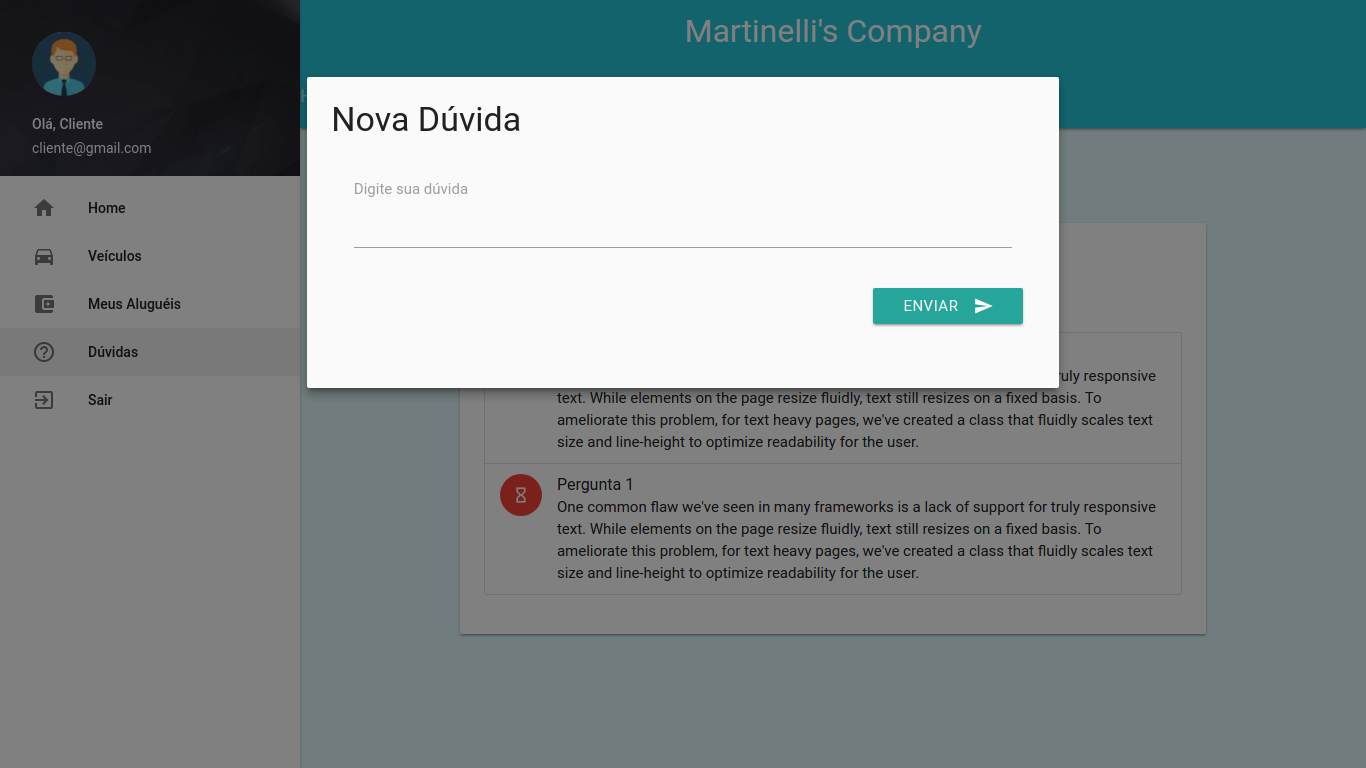 Martinelli's Company
Olá, Cliente
cliente@gmail.com
Home
Veículos
Meus Aluguéis
Dúvidas
Sair
Nova Dúvida
Digite sua dúvida
ENVIAR
responsive
text. While elements on the page resize fluidly, text still resizes on a fixed basis. To
ameliorate this problem, for text heavy pages, we've created a class that fluidly scales text
size and line-height to optimize readability for the user.
Pergunta 1
One common flaw we've seen in many frameworks is a lack of support for truly responsive
text. While elements on the page resize fluidly, text still resizes on a fixed basis. To
ameliorate this problem, for text heavy pages, we've created a class that fluidly scales text
size and line-height to optimize readability for the user.